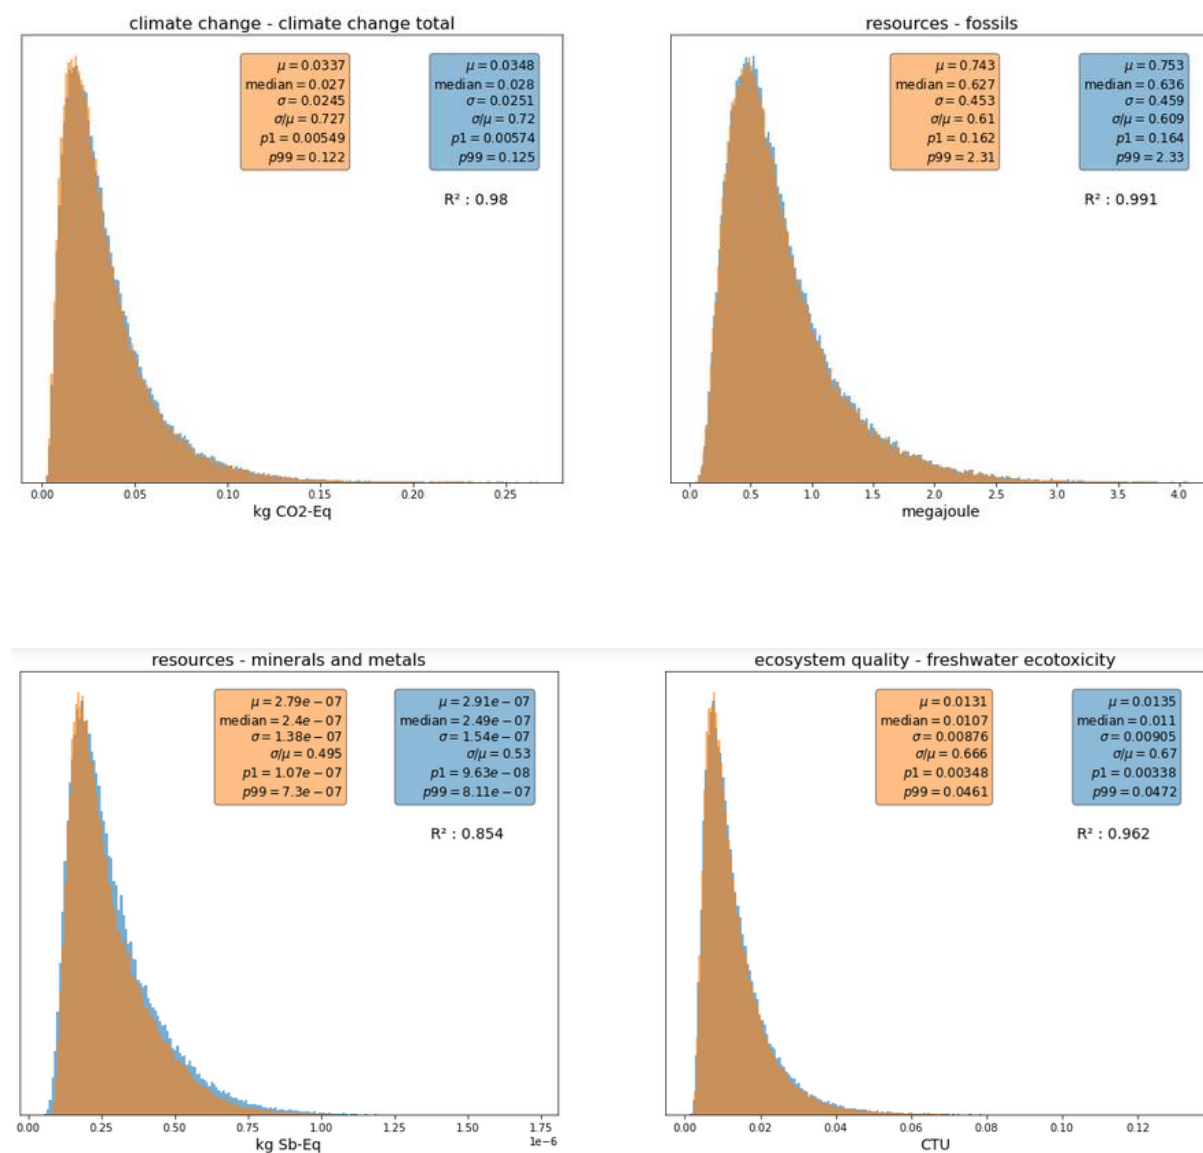 climate change - climate change total
μ = 0.0337
median = 0.027
σ = 0.0245
σ/μ = 0.727
p1 = 0.00549
p99 = 0.122
μ = 0.0348
median = 0.028
σ = 0.0251
σ/μ = 0.72
p1 = 0.00574
p99 = 0.125
R² : 0.98
0.00 0.05 0.10 0.15 0.20 0.25
kg CO2-Eq
resources - fossils
μ = 0.743
median = 0.627
σ = 0.453
σ/μ = 0.61
p1 = 0.162
p99 = 2.31
μ = 0.753
median = 0.636
σ = 0.459
σ/μ = 0.609
p1 = 0.164
p99 = 2.33
R² : 0.991
0.0 0.5 1.0 1.5 2.0 2.5 3.0 3.5 4.0
megajoule
resources - minerals and metals
μ = 2.79e − 07
median = 2.4e − 07
σ = 1.38e − 07
σ/μ = 0.495
p1 = 1.07e − 07
p99 = 7.3e − 07
μ = 2.91e − 07
median = 2.49e − 07
σ = 1.54e − 07
σ/μ = 0.53
p1 = 9.63e − 08
p99 = 8.11e − 07
R² : 0.854
0.00 0.25 0.50 0.75 1.00 1.25 1.50 1.75
1e−6
kg Sb-Eq
ecosystem quality - freshwater ecotoxicity
μ = 0.0131
median = 0.0107
σ = 0.00876
σ/μ = 0.666
p1 = 0.00348
p99 = 0.0461
μ = 0.0135
median = 0.011
σ = 0.00905
σ/μ = 0.67
p1 = 0.00338
p99 = 0.0472
R² : 0.962
0.00 0.02 0.04 0.06 0.08 0.10 0.12
CTU